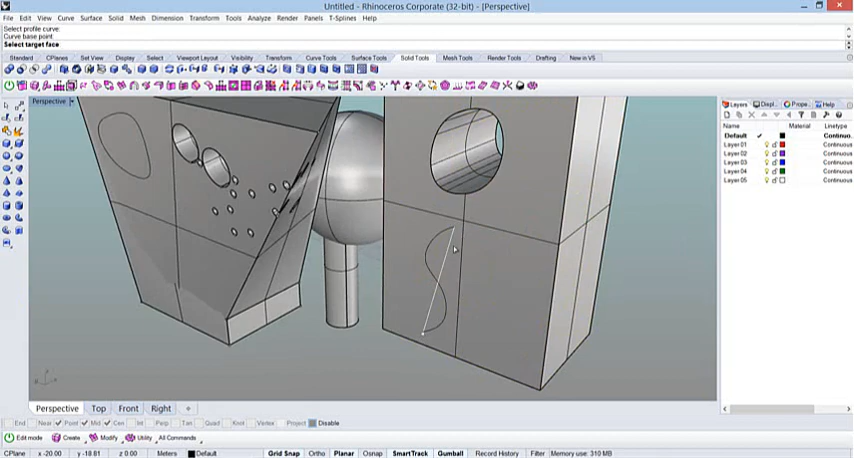 Untitled - Rhinoceros Corporate (32-bit) - [Perspective]
File Edit View Curve Surface Solid Mesh Dimension Transform Tools Analyze Render Panels T-Splines Help
Select profile curve:
Curve base point
Select target face
Standard CPlanes Set View Display Select Viewport Layout Visibility Transform Curve Tools Surface Tools Solid Tools Mesh Tools Render Tools Drafting New in V5
Perspective
Layers Displ... Prope... Help
Name Material Linetype
Default Continuo...
Layer 01 Continuous
Layer 02 Continuous
Layer 03 Continuous
Layer 04 Continuous
Layer 05 Continuous
Perspective Top Front Right
End Near Point Mid Cen Int Perp Tan Quad Knot Vertex Project Disable
Edit mode Create Modify Utility All Commands
CPlane x -20.00 y -18.81 z 0.00 Meters Default Grid Snap Ortho Planar Osnap SmartTrack Gumball Record History Filter Memory use: 310 MB